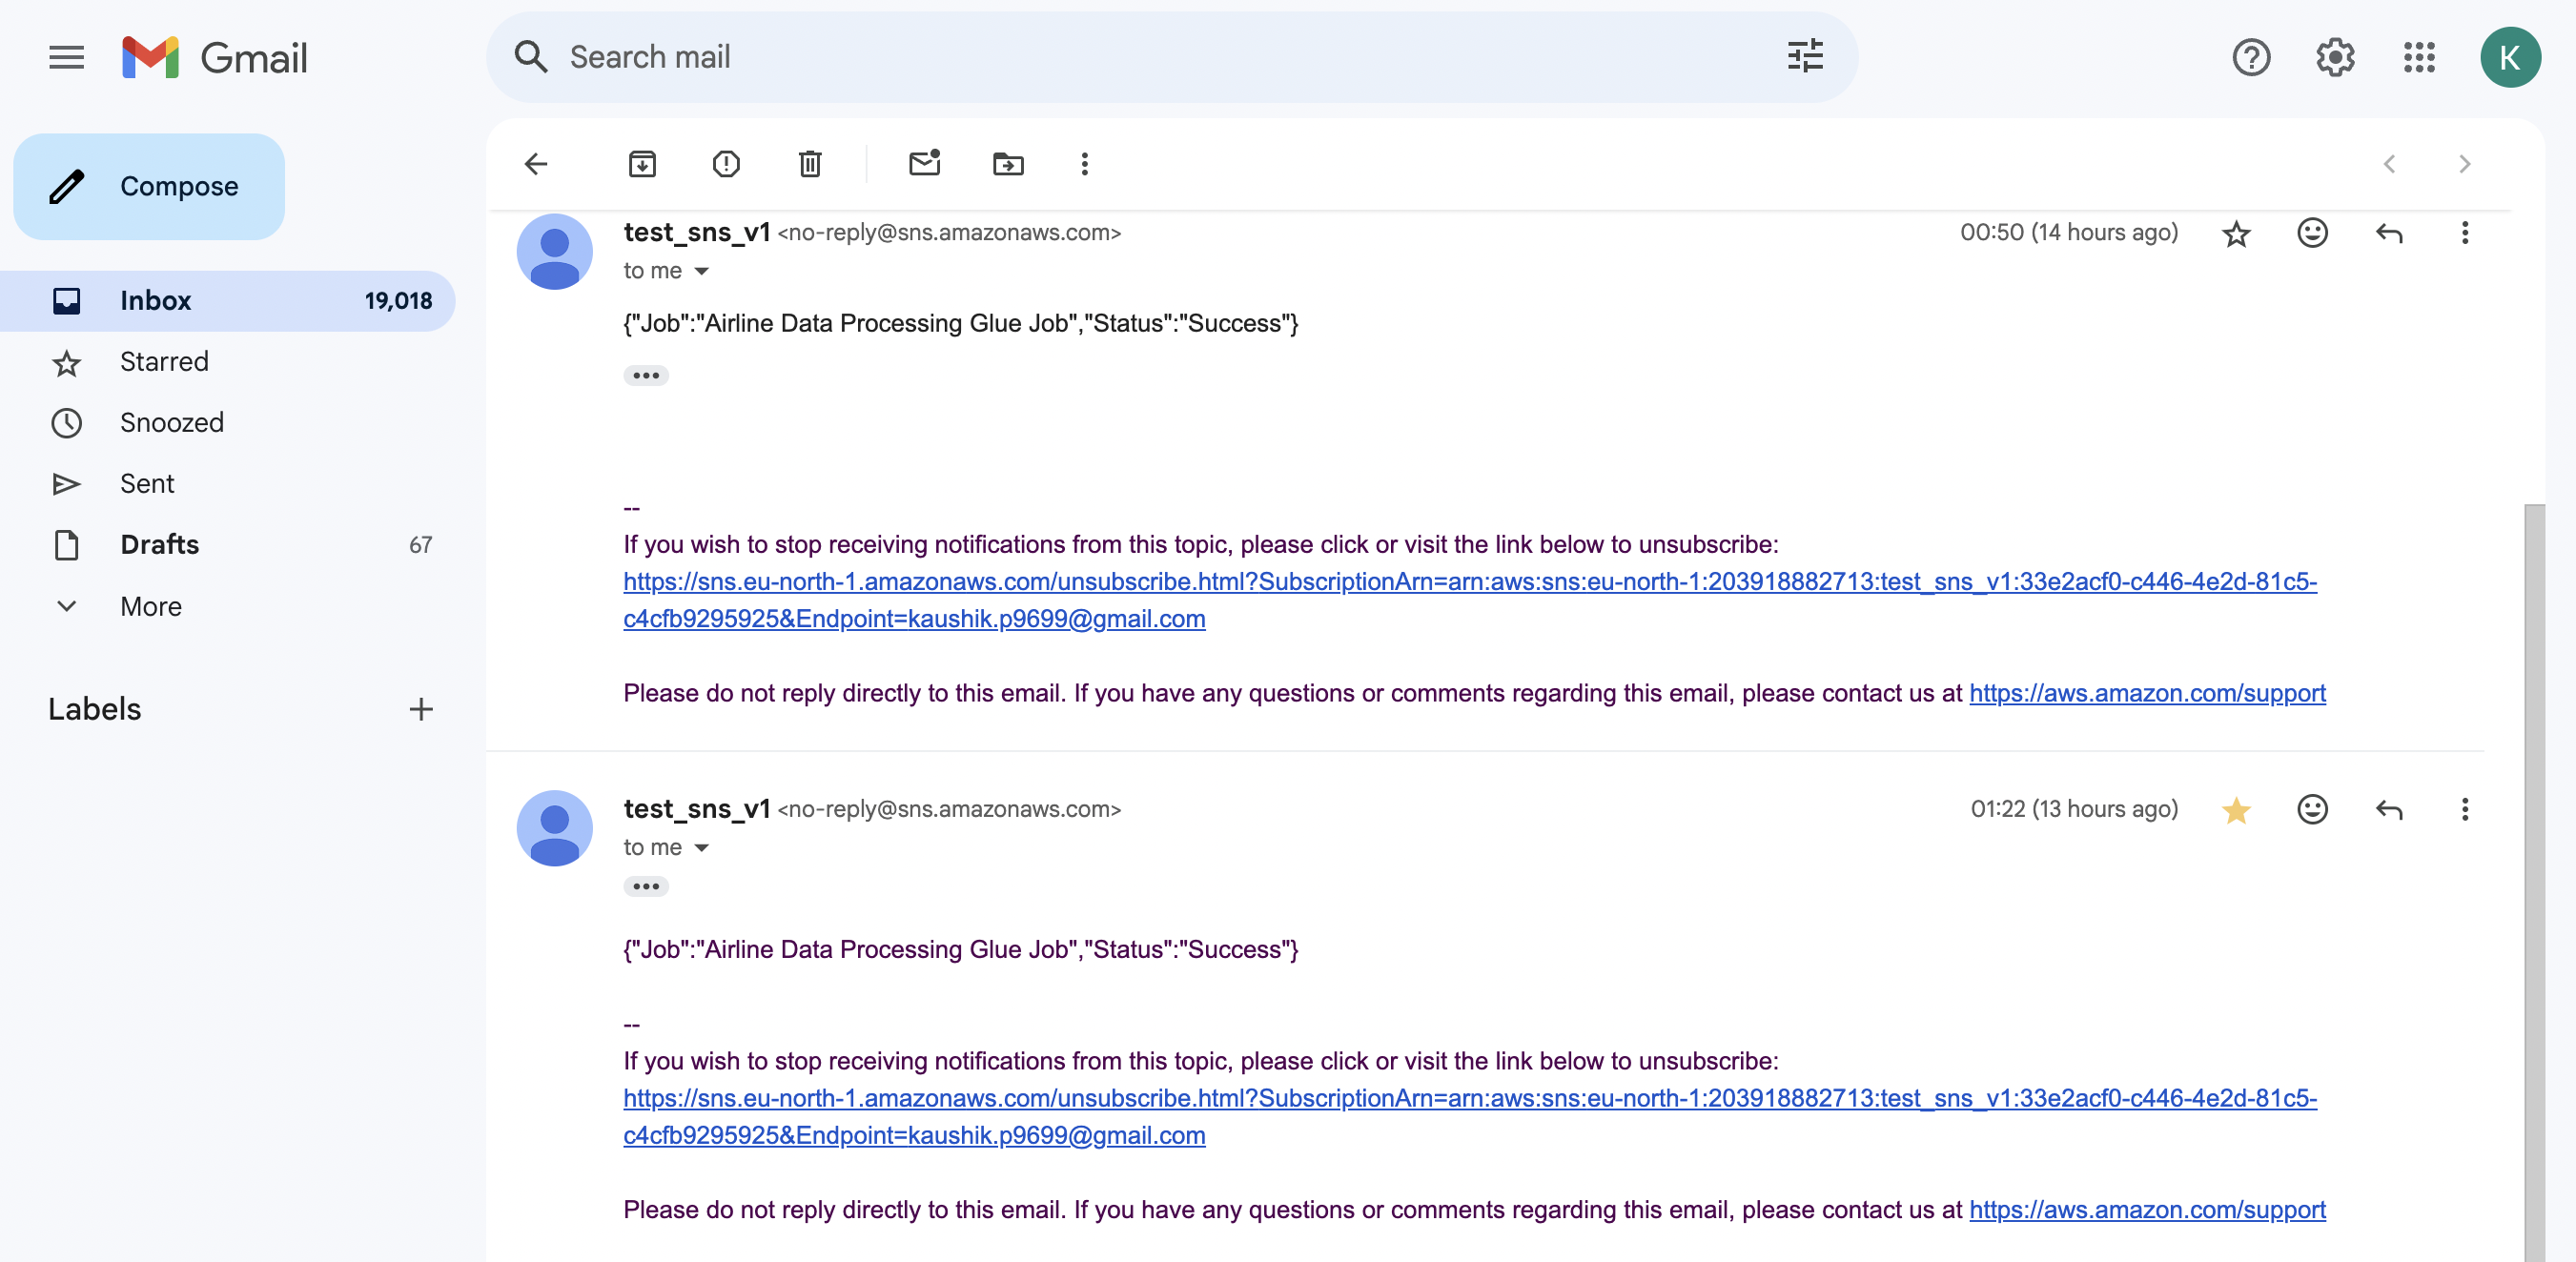 Gmail
Search mail
K
Compose
Inbox 19,018
Starred
Snoozed
Sent
Drafts 67
More
Labels
test_sns_v1 <no-reply@sns.amazonaws.com> 00:50 (14 hours ago)
to me
{"Job":"Airline Data Processing Glue Job","Status":"Success"}
--
If you wish to stop receiving notifications from this topic, please click or visit the link below to unsubscribe:
https://sns.eu-north-1.amazonaws.com/unsubscribe.html?SubscriptionArn=arn:aws:sns:eu-north-1:203918882713:test_sns_v1:33e2acf0-c446-4e2d-81c5-
c4cfb9295925&Endpoint=kaushik.p9699@gmail.com
Please do not reply directly to this email. If you have any questions or comments regarding this email, please contact us at https://aws.amazon.com/support
test_sns_v1 <no-reply@sns.amazonaws.com> 01:22 (13 hours ago)
to me
{"Job":"Airline Data Processing Glue Job","Status":"Success"}
--
If you wish to stop receiving notifications from this topic, please click or visit the link below to unsubscribe:
https://sns.eu-north-1.amazonaws.com/unsubscribe.html?SubscriptionArn=arn:aws:sns:eu-north-1:203918882713:test_sns_v1:33e2acf0-c446-4e2d-81c5-
c4cfb9295925&Endpoint=kaushik.p9699@gmail.com
Please do not reply directly to this email. If you have any questions or comments regarding this email, please contact us at https://aws.amazon.com/support